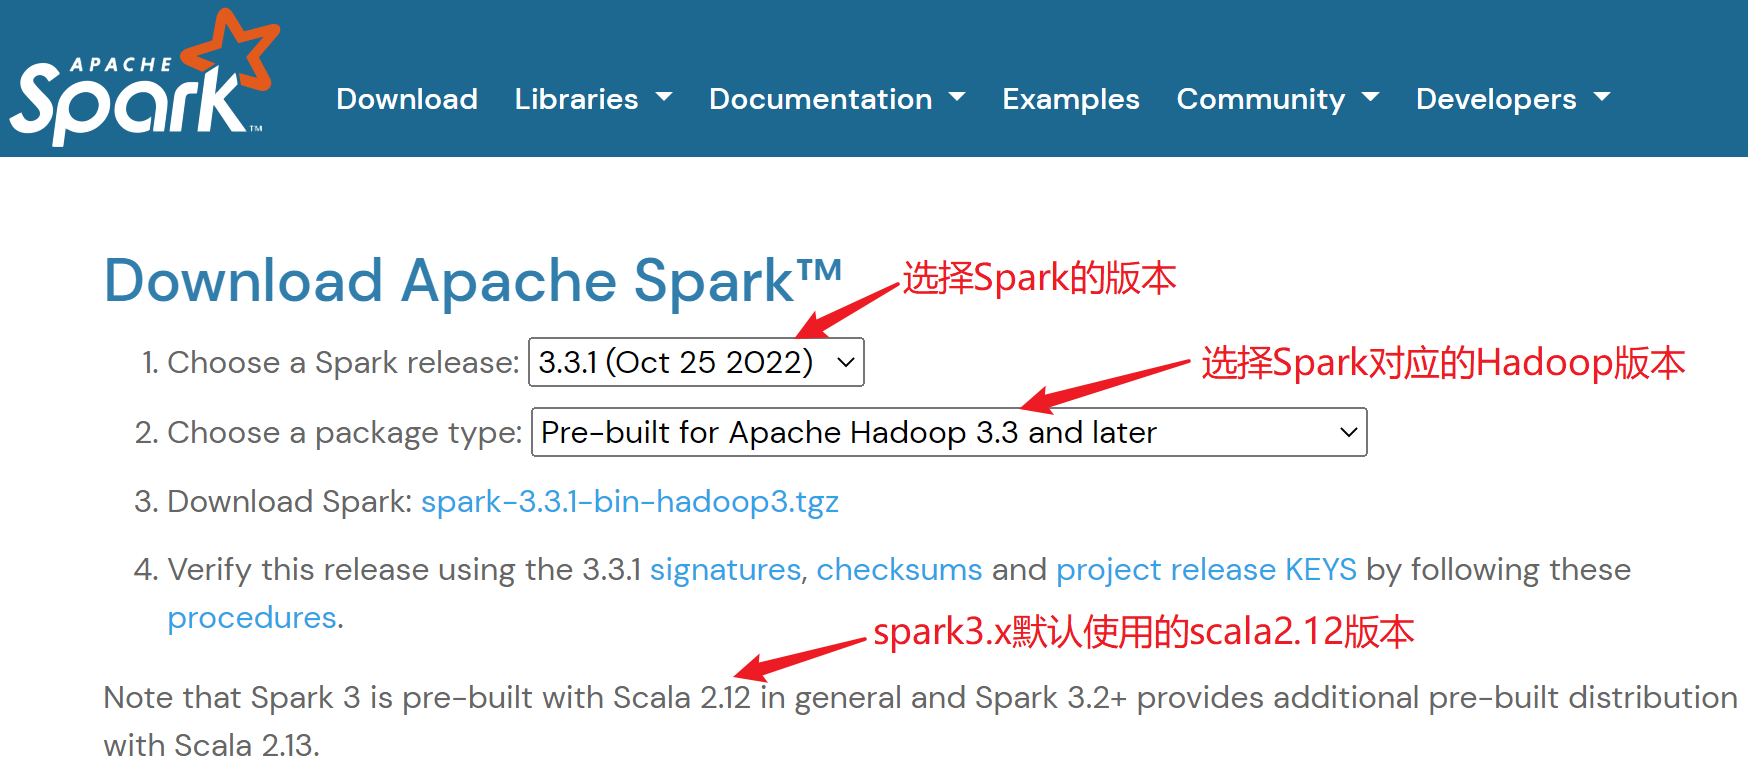 APACHE
Spark™
Download Libraries Documentation Examples Community Developers
Download Apache Spark™
选择Spark的版本
1. Choose a Spark release: 3.3.1 (Oct 25 2022)
选择Spark对应的Hadoop版本
2. Choose a package type: Pre-built for Apache Hadoop 3.3 and later
3. Download Spark: spark-3.3.1-bin-hadoop3.tgz
4. Verify this release using the 3.3.1 signatures, checksums and project release KEYS by following these
procedures.
spark3.x默认使用的scala2.12版本
Note that Spark 3 is pre-built with Scala 2.12 in general and Spark 3.2+ provides additional pre-built distribution
with Scala 2.13.